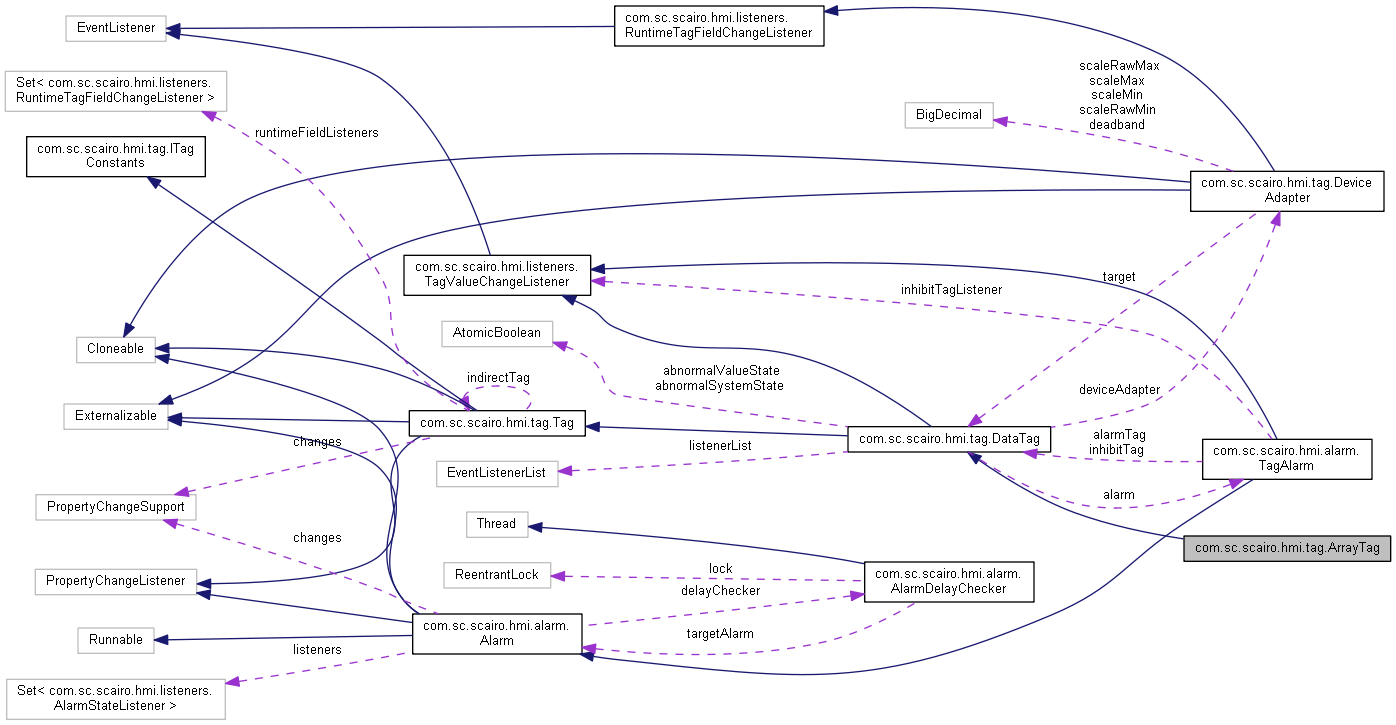 EventListener
com.sc.scairo.hmi.listeners.
RuntimeTagFieldChangeListener
Set< com.sc.scairo.hmi.listeners.
RuntimeTagFieldChangeListener >
scaleRawMax
scaleMax
scaleMin
scaleRawMin
deadband
BigDecimal
runtimeFieldListeners
com.sc.scairo.hmi.tag.ITag
Constants
com.sc.scairo.hmi.tag.Device
Adapter
com.sc.scairo.hmi.listeners.
TagValueChangeListener
target
inhibitTagListener
AtomicBoolean
Cloneable
indirectTag
abnormalValueState
abnormalSystemState
deviceAdapter
Externalizable
com.sc.scairo.hmi.tag.Tag
com.sc.scairo.hmi.tag.DataTag
alarmTag
inhibitTag
com.sc.scairo.hmi.alarm.
TagAlarm
changes
listenerList
EventListenerList
alarm
PropertyChangeSupport
Thread
changes
com.sc.scairo.hmi.tag.ArrayTag
PropertyChangeListener
ReentrantLock
lock
delayChecker
com.sc.scairo.hmi.alarm.
AlarmDelayChecker
Runnable
com.sc.scairo.hmi.alarm.
Alarm
targetAlarm
listeners
Set< com.sc.scairo.hmi.listeners.
AlarmStateListener >